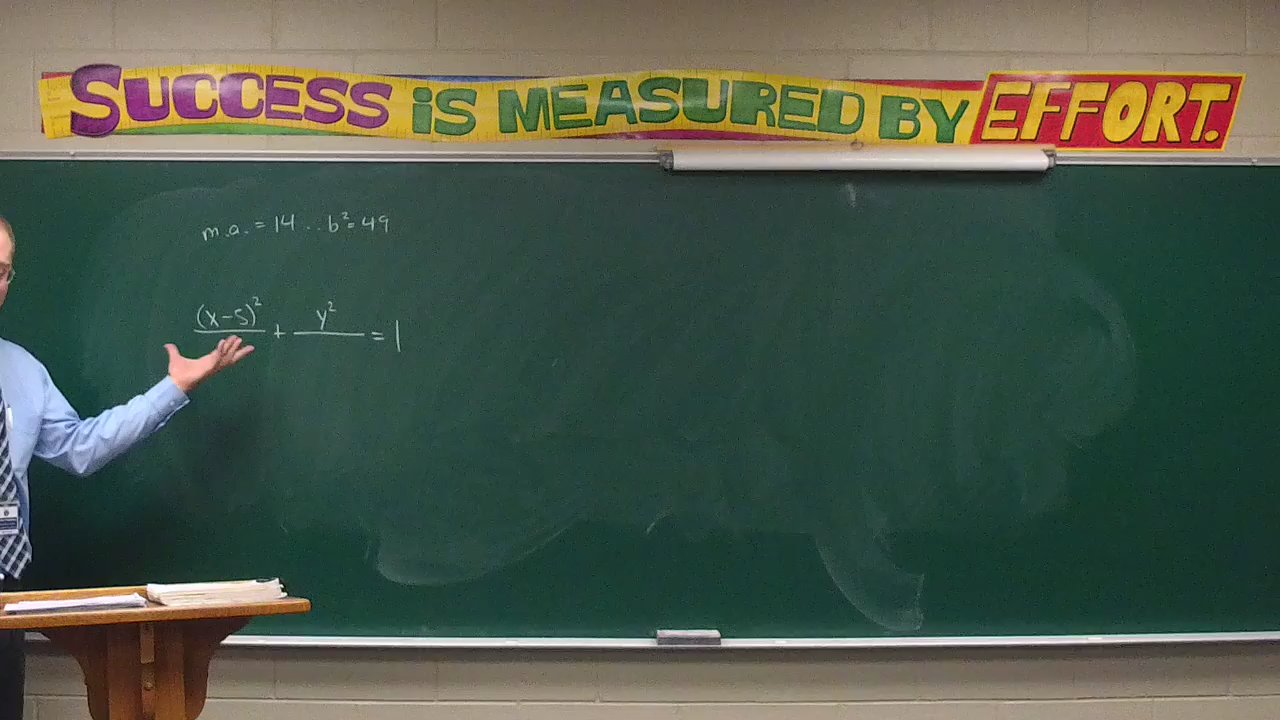 SUCCESS iS MEASURED BY EFFORT.
m.a. = 14 .. b²= 49
(x-5)² / + y² / = 1